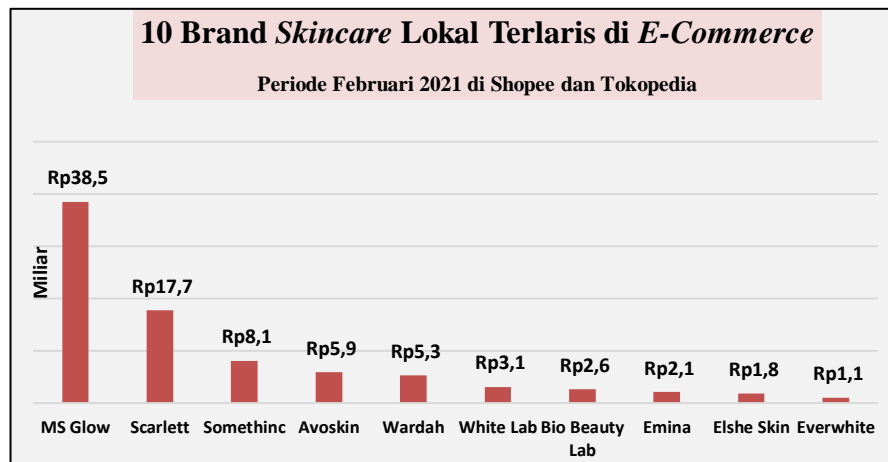 10 Brand Skincare Lokal Terlaris di E-Commerce
Periode Februari 2021 di Shopee dan Tokopedia
Miliar
Rp38,5
Rp17,7
Rp8,1
Rp5,9
Rp5,3
Rp3,1
Rp2,6
Rp2,1
Rp1,8
Rp1,1
MS Glow
Scarlett
Somethinc
Avoskin
Wardah
White Lab
Bio Beauty
Lab
Emina
Elshe Skin
Everwhite